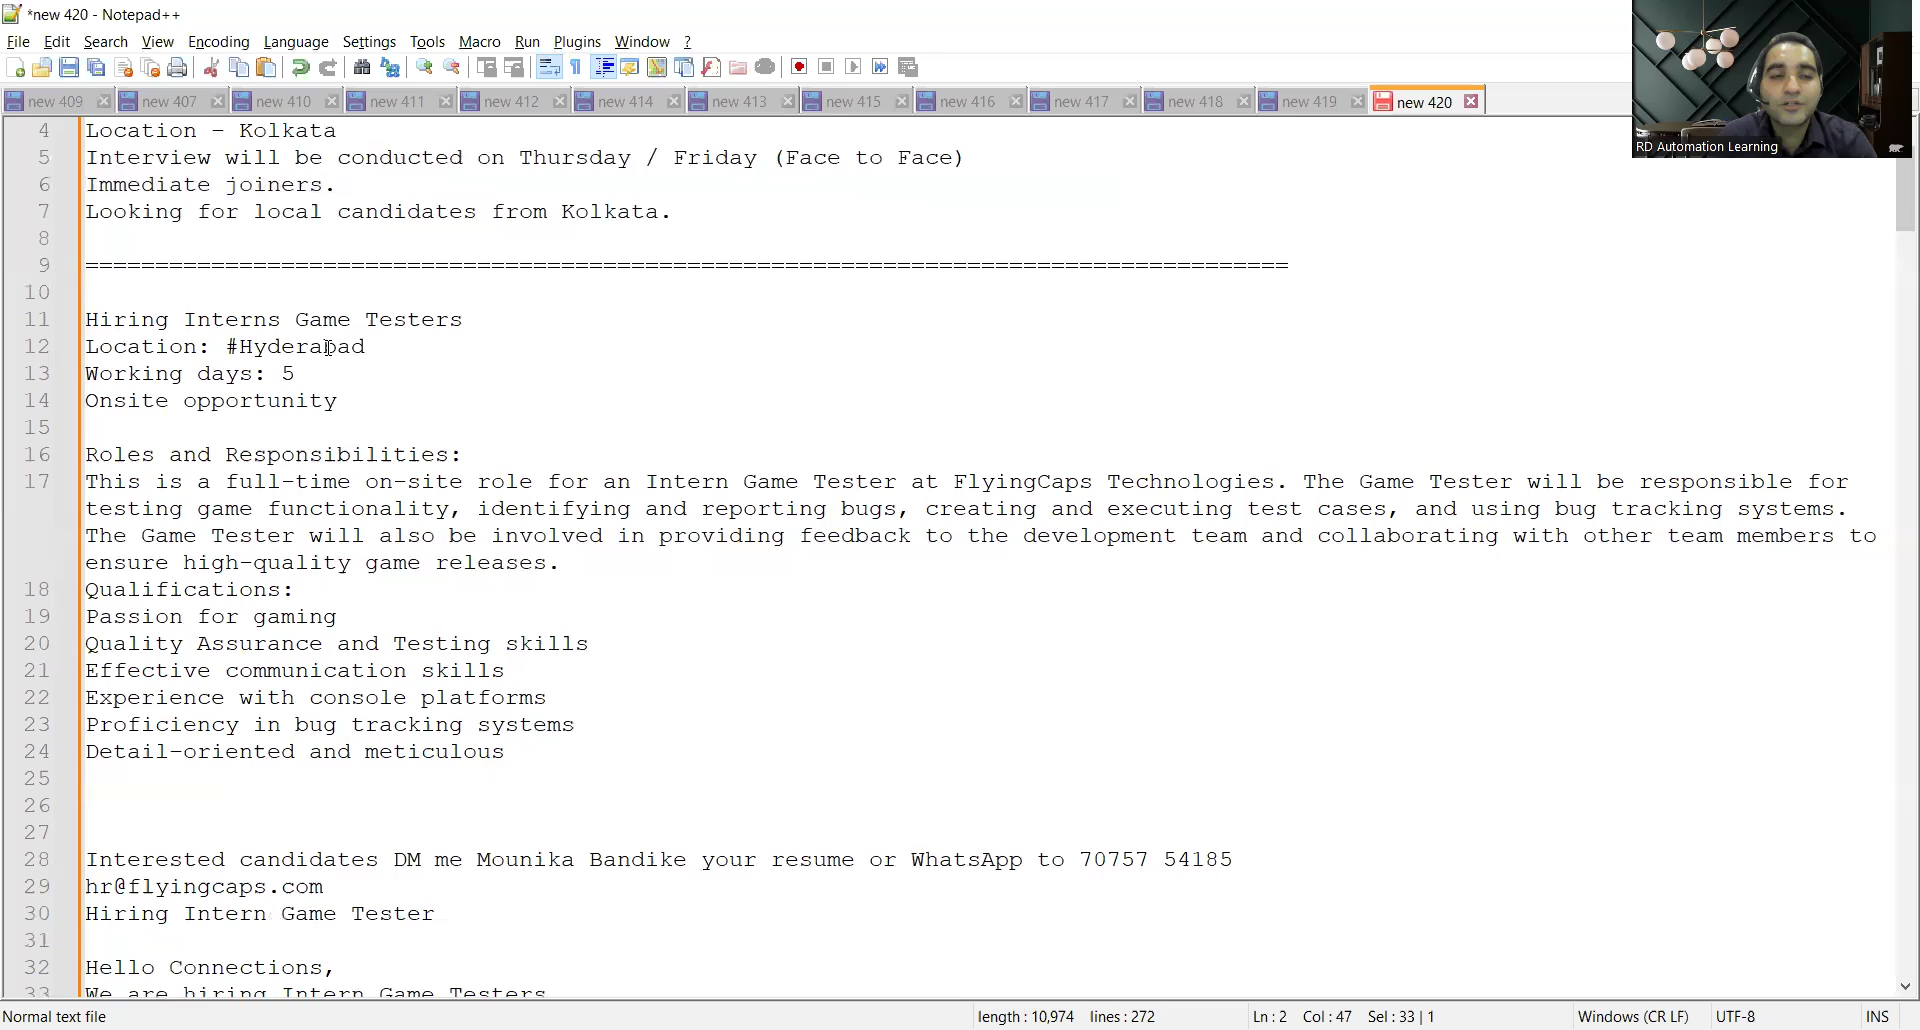 *new 420 - Notepad++
File Edit Search View Encoding Language Settings Tools Macro Run Plugins Window ?
new 409 new 407 new 410 new 411 new 412 new 414 new 413 new 415 new 416 new 417 new 418 new 419 new 420
RD Automation Learning
4 Location - Kolkata
5 Interview will be conducted on Thursday / Friday (Face to Face)
6 Immediate joiners.
7 Looking for local candidates from Kolkata.
8
9 ======================================================================================
10
11 Hiring Interns Game Testers
12 Location: #Hyderabad
13 Working days: 5
14 Onsite opportunity
15
16 Roles and Responsibilities:
17 This is a full-time on-site role for an Intern Game Tester at FlyingCaps Technologies. The Game Tester will be responsible for
testing game functionality, identifying and reporting bugs, creating and executing test cases, and using bug tracking systems.
The Game Tester will also be involved in providing feedback to the development team and collaborating with other team members to
ensure high-quality game releases.
18 Qualifications:
19 Passion for gaming
20 Quality Assurance and Testing skills
21 Effective communication skills
22 Experience with console platforms
23 Proficiency in bug tracking systems
24 Detail-oriented and meticulous
25
26
27
28 Interested candidates DM me Mounika Bandike your resume or WhatsApp to 70757 54185
29 hr@flyingcaps.com
30 Hiring Intern Game Tester
31
32 Hello Connections,
33 We are hiring Intern Game Testers
Normal text file length : 10,974 lines : 272 Ln : 2 Col : 47 Sel : 33 | 1 Windows (CR LF) UTF-8 INS